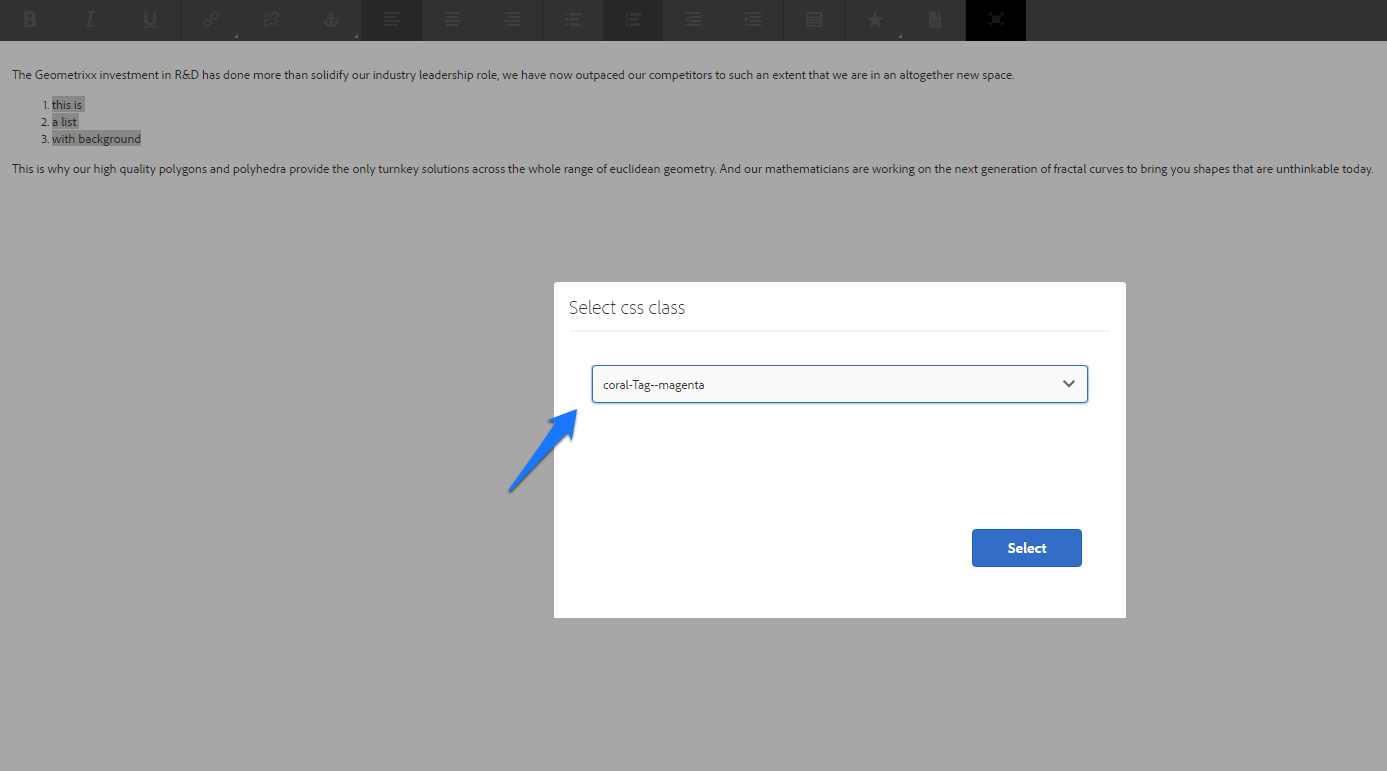 B I U
The Geometrixx investment in R&D has done more than solidify our industry leadership role, we have now outpaced our competitors to such an extent that we are in an altogether new space.
1. this is
2. a list
3. with background
This is why our high quality polygons and polyhedra provide the only turnkey solutions across the whole range of euclidean geometry. And our mathematicians are working on the next generation of fractal curves to bring you shapes that are unthinkable today.
Select css class
coral-Tag--magenta
Select